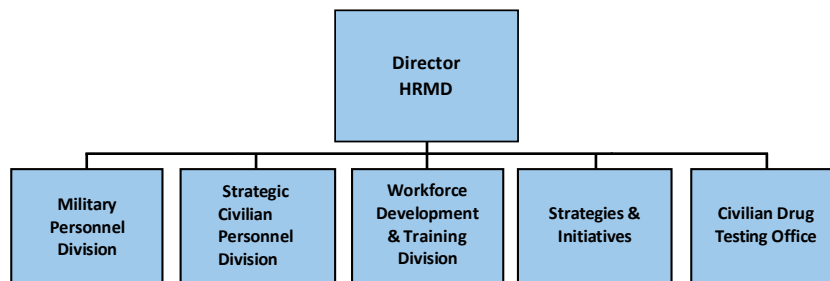 Director
HRMD
Military
Personnel
Division
Strategic
Civilian
Personnel
Division
Workforce
Development
& Training
Division
Strategies &
Initiatives
Civilian Drug
Testing Office